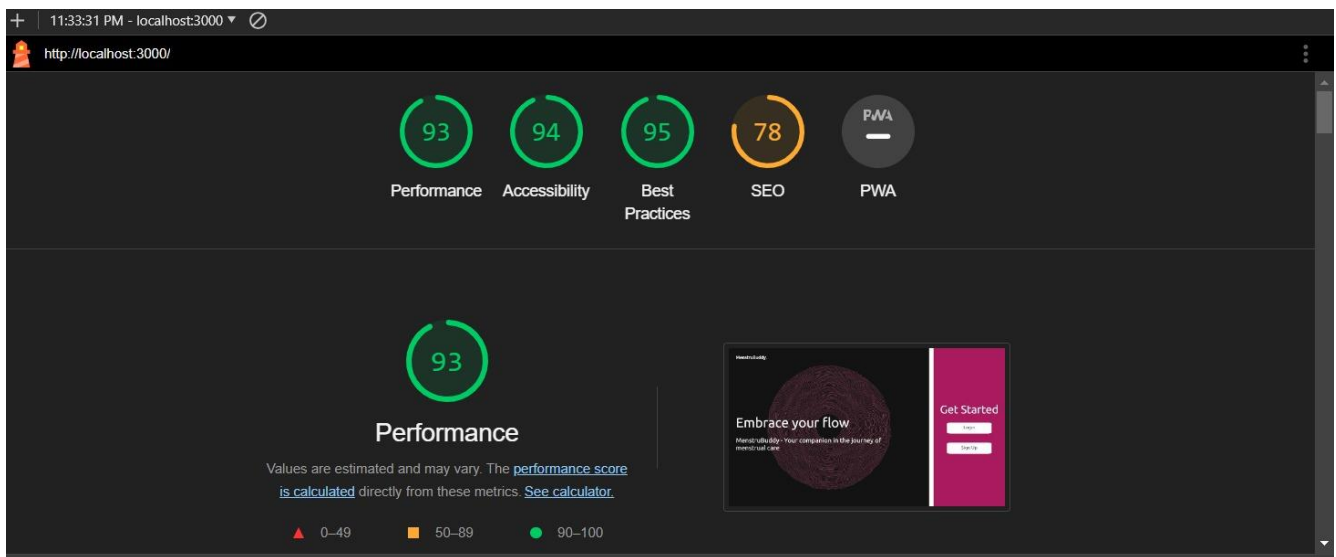 11:33:31 PM - localhost:3000
http://localhost:3000/
93
94
95
78
PWA
Performance
Accessibility
Best
Practices
SEO
PWA
93
Performance
Values are estimated and may vary. The performance score
is calculated directly from these metrics. See calculator.
0–49
50–89
90–100
MenstruBuddy.
Embrace your flow
MenstruBuddy - Your companion in the journey of
menstrual care
Get Started
Login
Sign Up